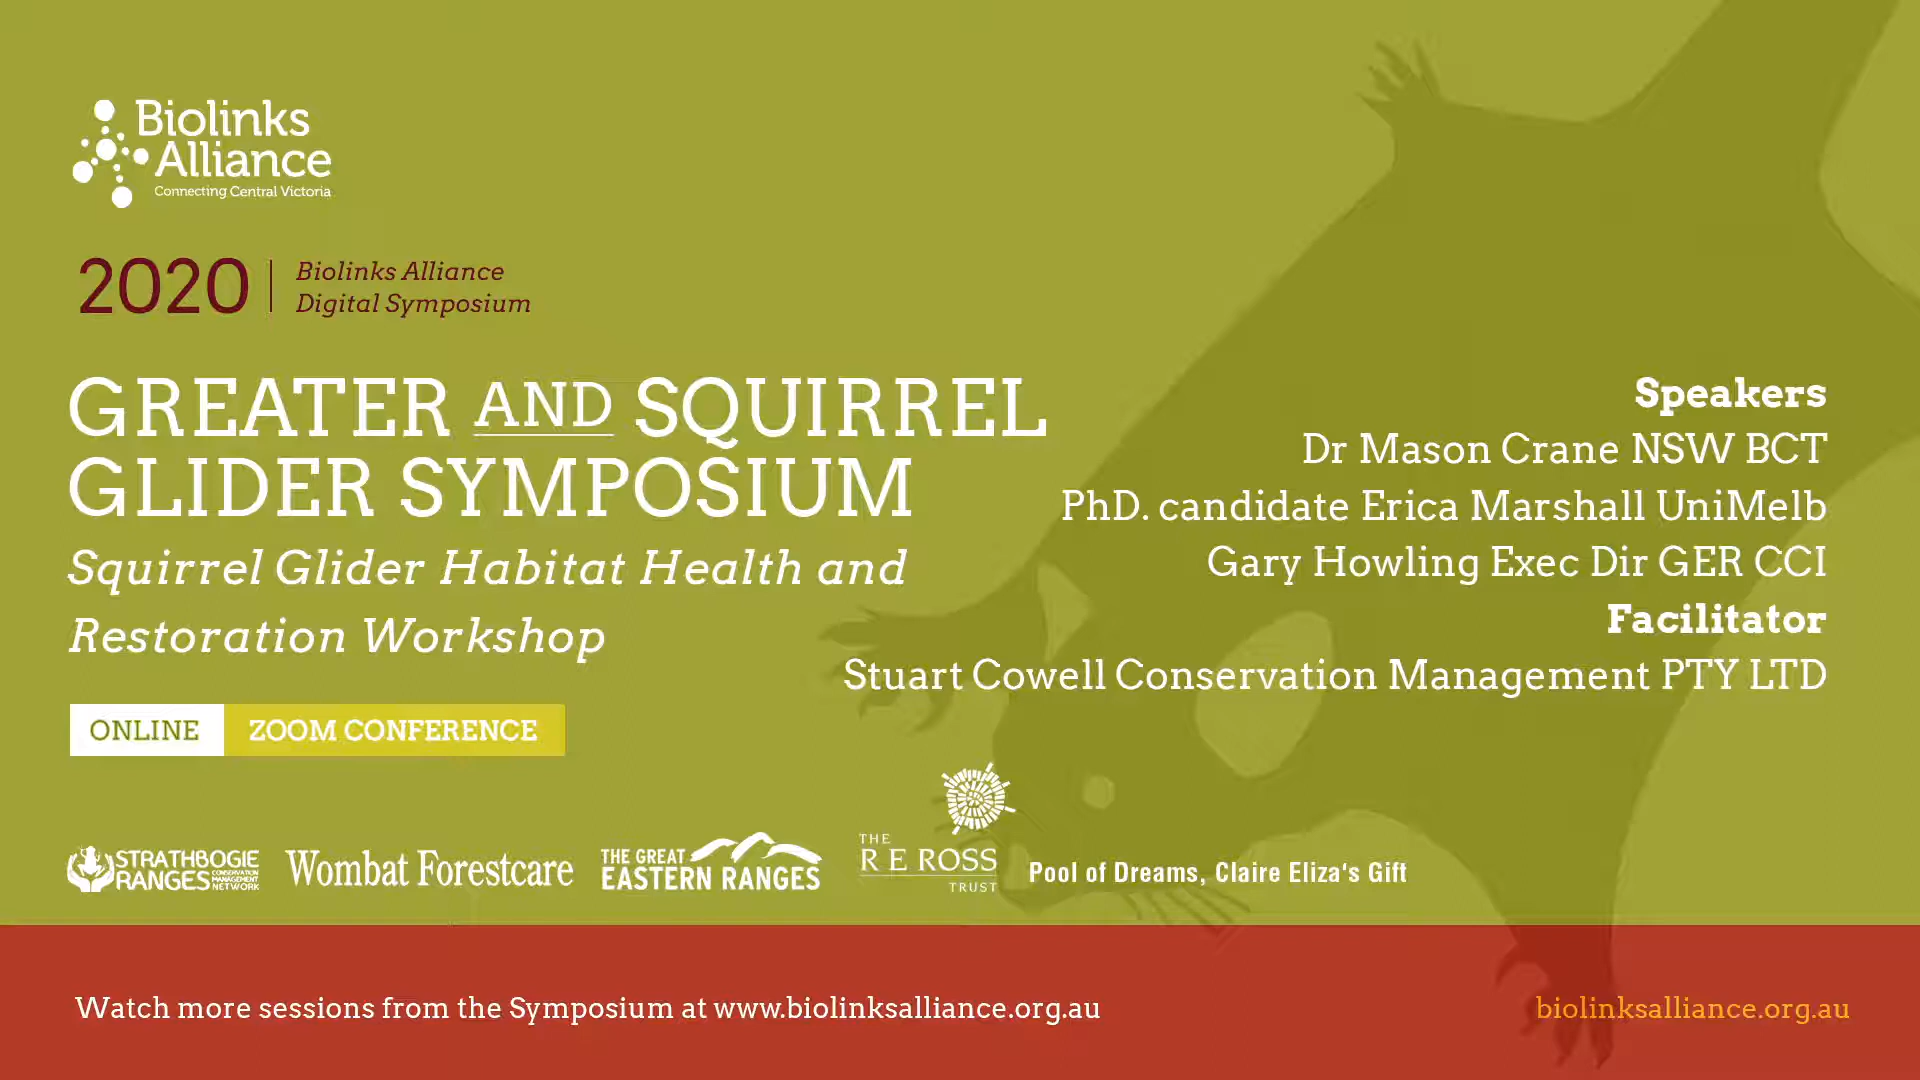 Biolinks
Alliance
Connecting Central Victoria
2020
Biolinks Alliance
Digital Symposium
GREATER AND SQUIRREL
GLIDER SYMPOSIUM
Squirrel Glider Habitat Health and
Restoration Workshop
ONLINE ZOOM CONFERENCE
Speakers
Dr Mason Crane NSW BCT
PhD. candidate Erica Marshall UniMelb
Gary Howling Exec Dir GER CCI
Facilitator
Stuart Cowell Conservation Management PTY LTD
STRATHBOGIE
RANGES
CONSERVATION
MANAGEMENT
NETWORK
Wombat Forestcare
THE GREAT
EASTERN RANGES
THE
R E ROSS
TRUST
Pool of Dreams, Claire Eliza's Gift
Watch more sessions from the Symposium at www.biolinksalliance.org.au
biolinksalliance.org.au